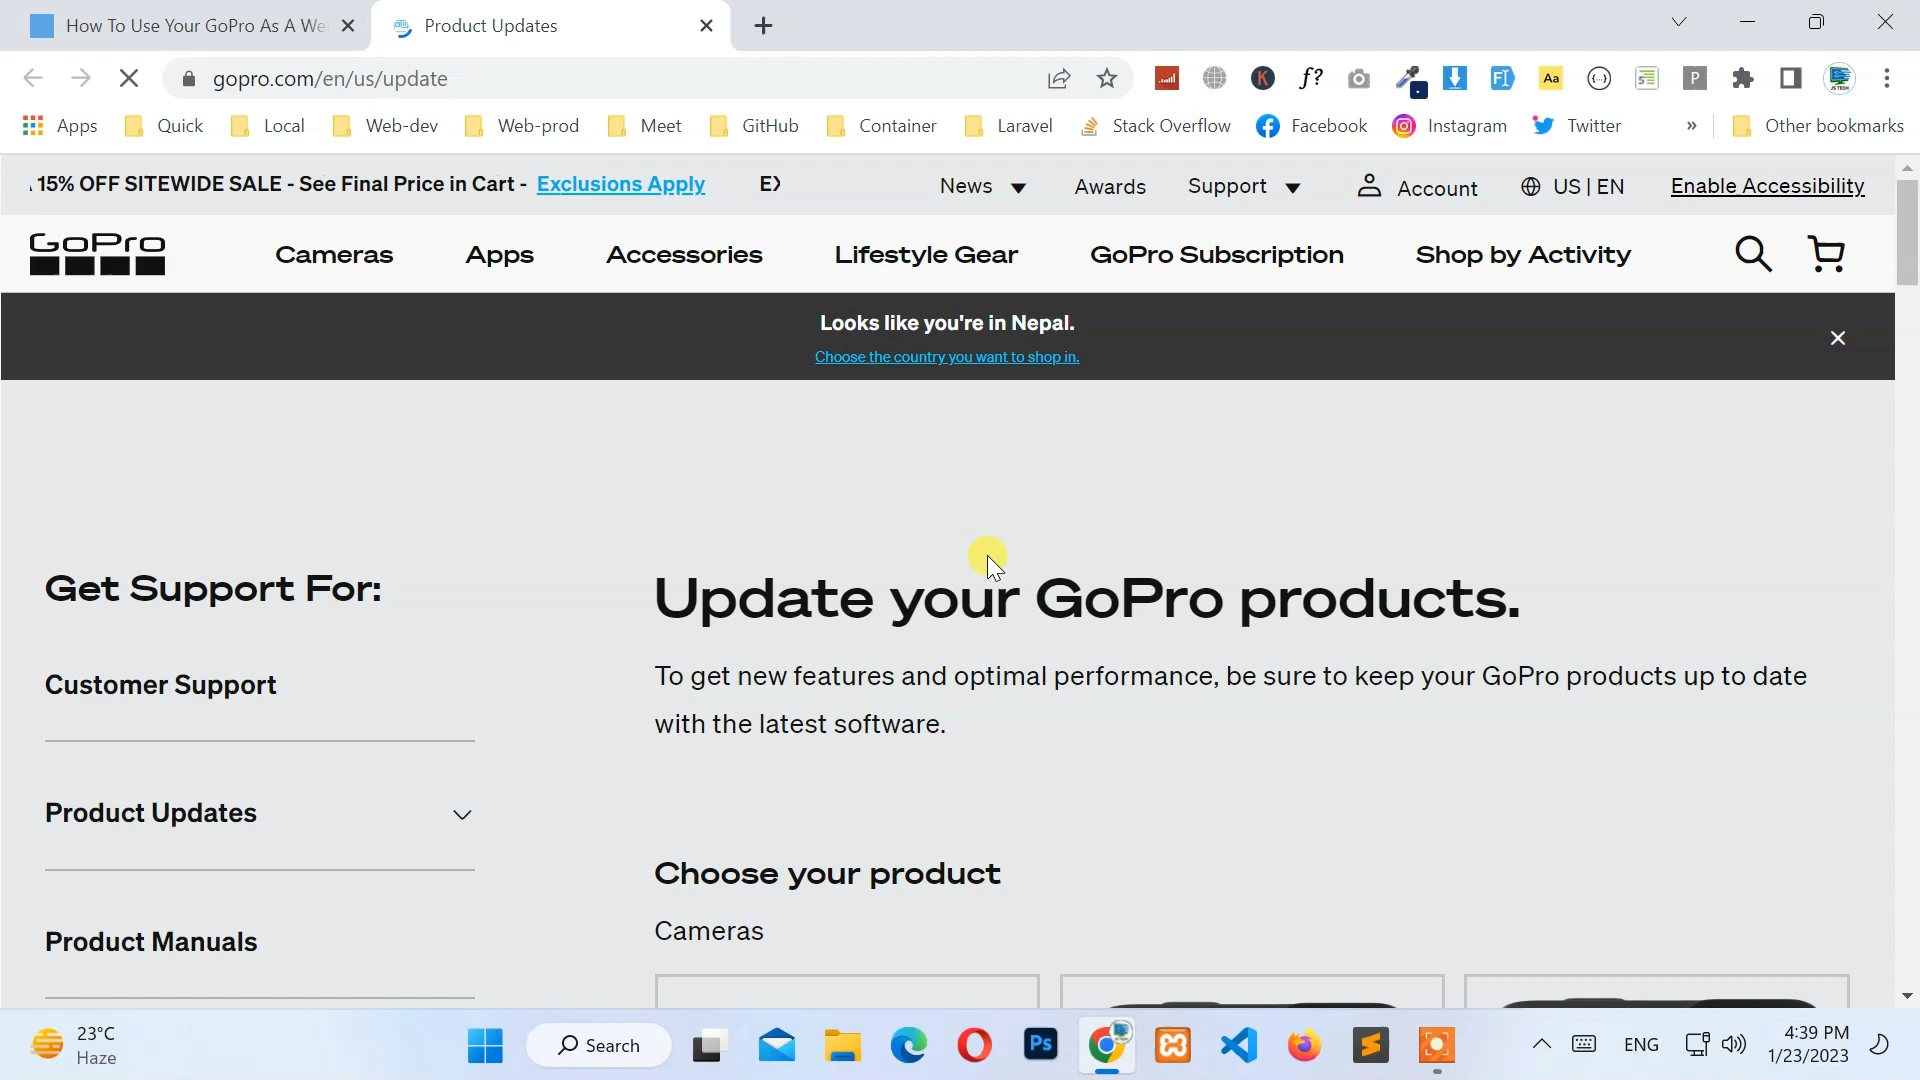 How To Use Your GoPro As A We
Product Updates
gopro.com/en/us/update
Apps
Quick
Local
Web-dev
Web-prod
Meet
GitHub
Container
Laravel
Stack Overflow
Facebook
Instagram
Twitter
»
Other bookmarks
15% OFF SITEWIDE SALE - See Final Price in Cart - Exclusions Apply
News
Awards
Support
Account
US | EN
Enable Accessibility
GoPro
Cameras
Apps
Accessories
Lifestyle Gear
GoPro Subscription
Shop by Activity
Looks like you're in Nepal.
Choose the country you want to shop in.
Get Support For:
Customer Support
Product Updates
Product Manuals
Update your GoPro products.
To get new features and optimal performance, be sure to keep your GoPro products up to date
with the latest software.
Choose your product
Cameras
23°C
Haze
Search
Ps
ENG
4:39 PM
1/23/2023